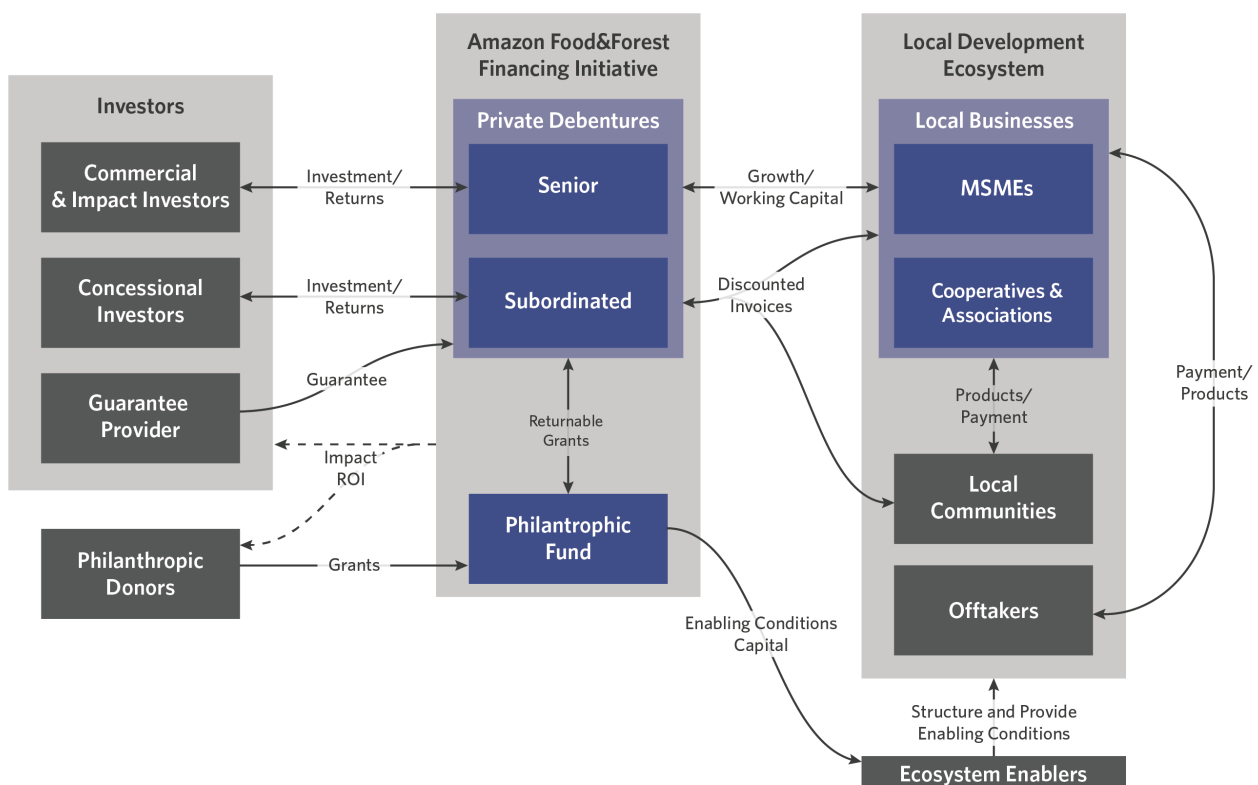 Investors
Commercial
& Impact Investors
Concessional
Investors
Guarantee
Provider
Philanthropic
Donors
Investment/
Returns
Investment/
Returns
Guarantee
Impact
ROI
Grants
Amazon Food&Forest
Financing Initiative
Private Debentures
Senior
Subordinated
Returnable
Grants
Philantrophic
Fund
Growth/
Working Capital
Discounted
Invoices
Enabling Conditions
Capital
Local Development
Ecosystem
Local Businesses
MSMEs
Cooperatives &
Associations
Products/
Payment
Local
Communities
Offtakers
Payment/
Products
Structure and Provide
Enabling Conditions
Ecosystem Enablers